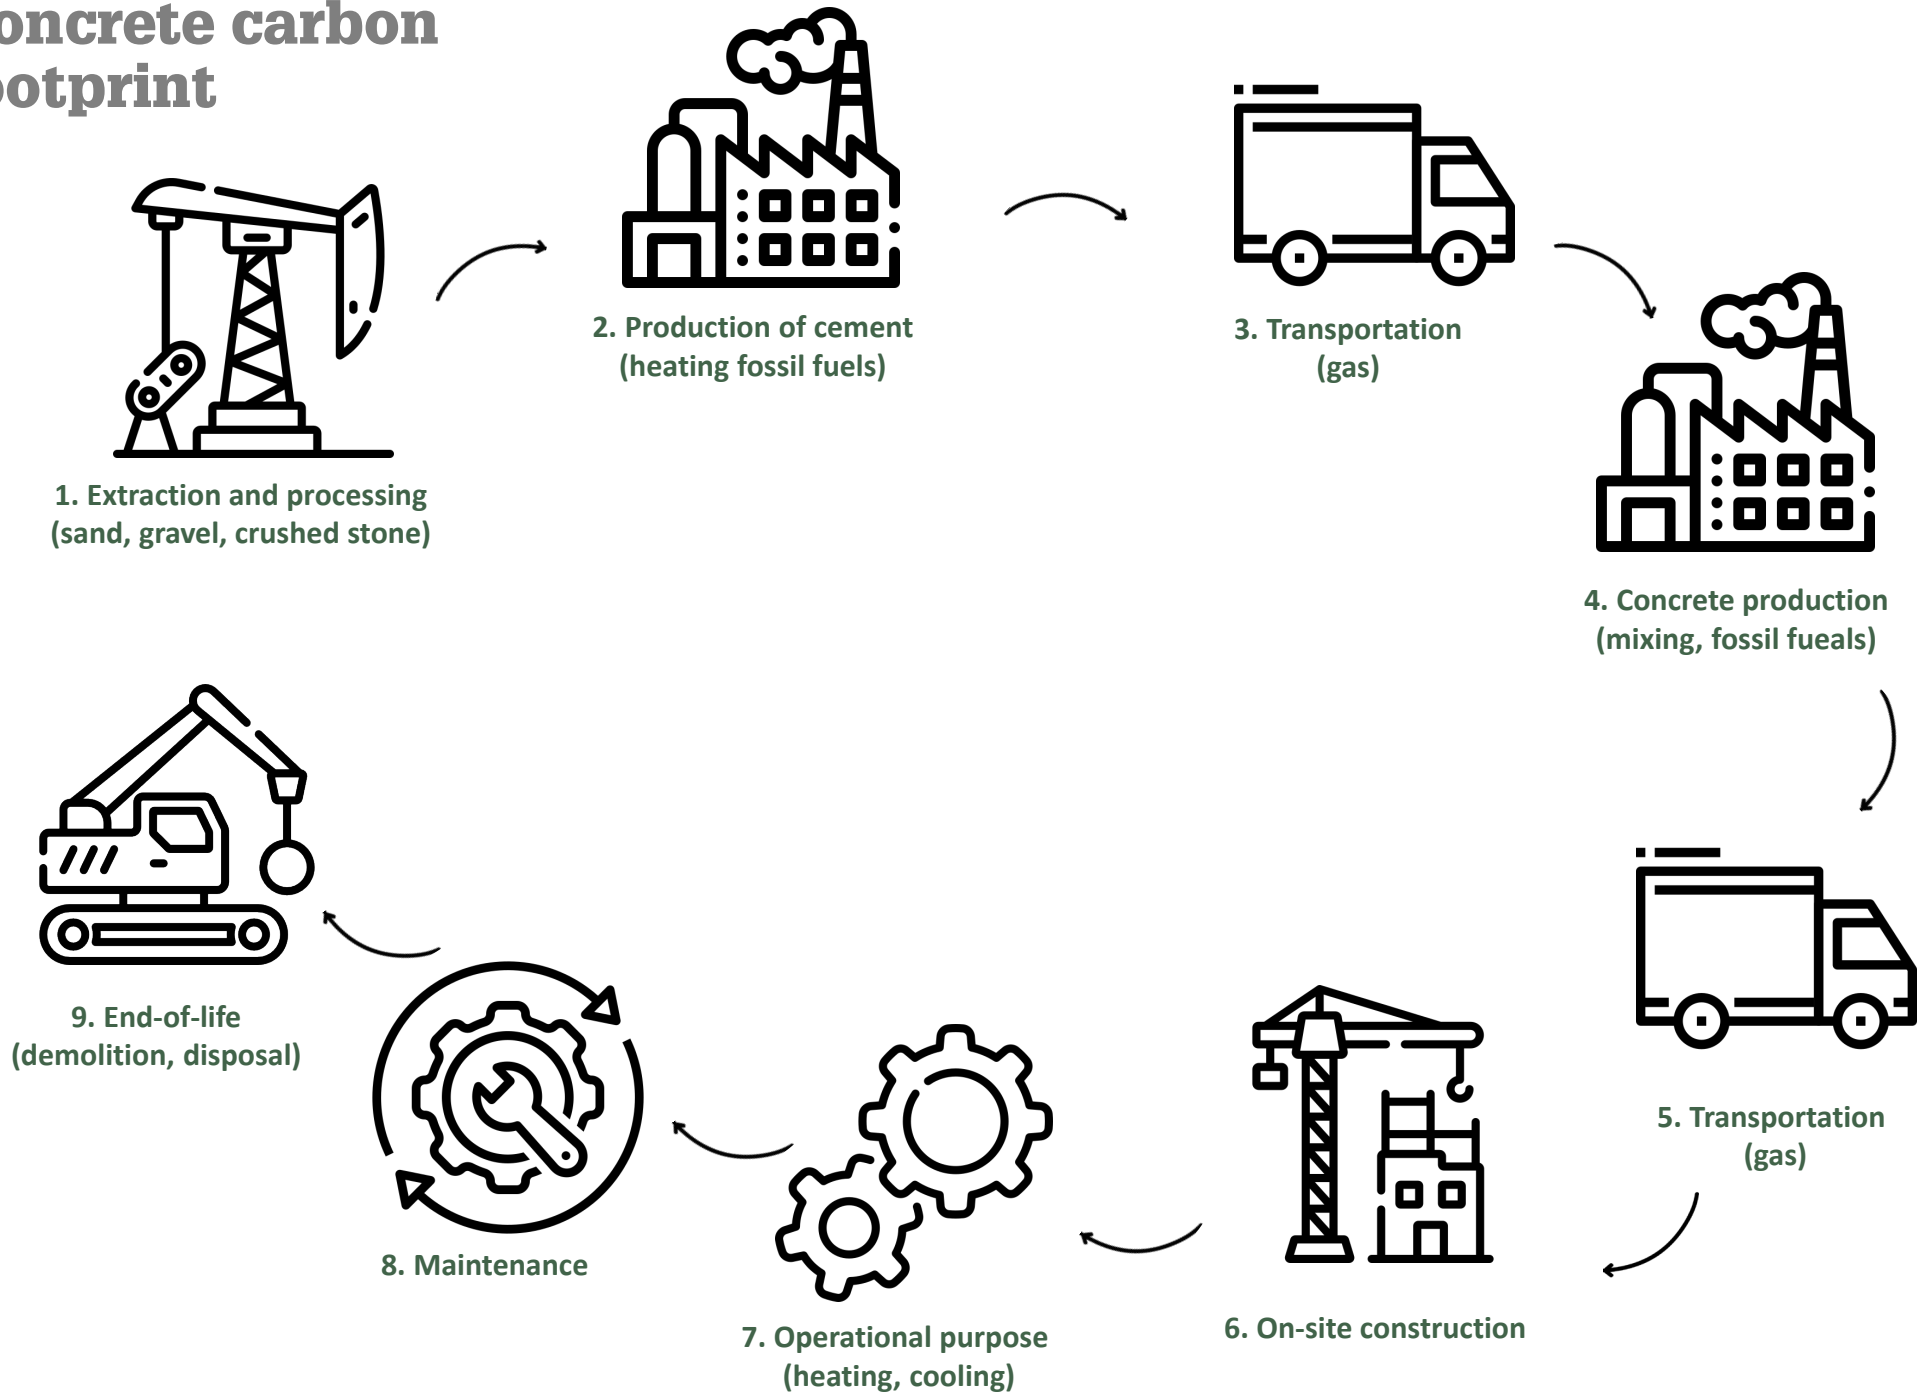 oncrete carbon
ootprint
1. Extraction and processing
(sand, gravel, crushed stone)
2. Production of cement
(heating fossil fuels)
3. Transportation
(gas)
4. Concrete production
(mixing, fossil fueals)
5. Transportation
(gas)
6. On-site construction
7. Operational purpose
(heating, cooling)
8. Maintenance
9. End-of-life
(demolition, disposal)